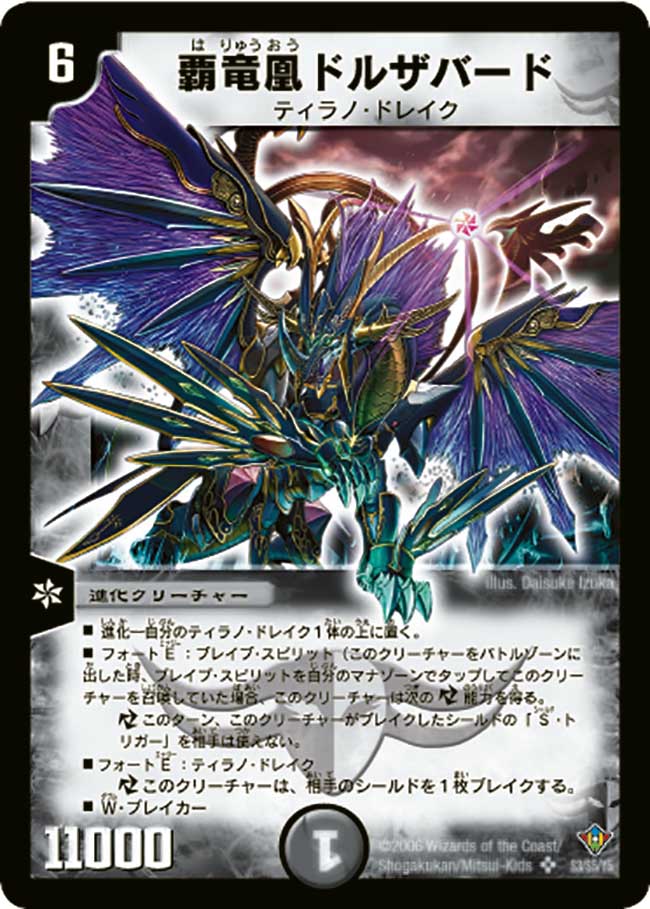 6
は りゅう おう
覇竜凰ドルザバード
ティラノ・ドレイク
illus. Daisuke Izuka
進化クリーチャー
■ 進化―自分のティラノ・ドレイク1体の上に置く。
■ フォートE：ブレイブ・スピリット（このクリーチャーをバトルゾーンに
出した時、ブレイブ・スピリットを自分のマナゾーンでタップしてこのクリー
チャーを召喚していた場合、このクリーチャーは次の 能力を得る。
このターン、このクリーチャーがブレイクしたシールドの「S・ト
リガー」を相手は使えない。
■ フォートE：ティラノ・ドレイク
このクリーチャーは、相手のシールドを1枚ブレイクする。
■ W・ブレイカー
11000
1
©2006 Wizards of the Coast/
Shogakukan/Mitsui-Kids
S3/S5/Y5